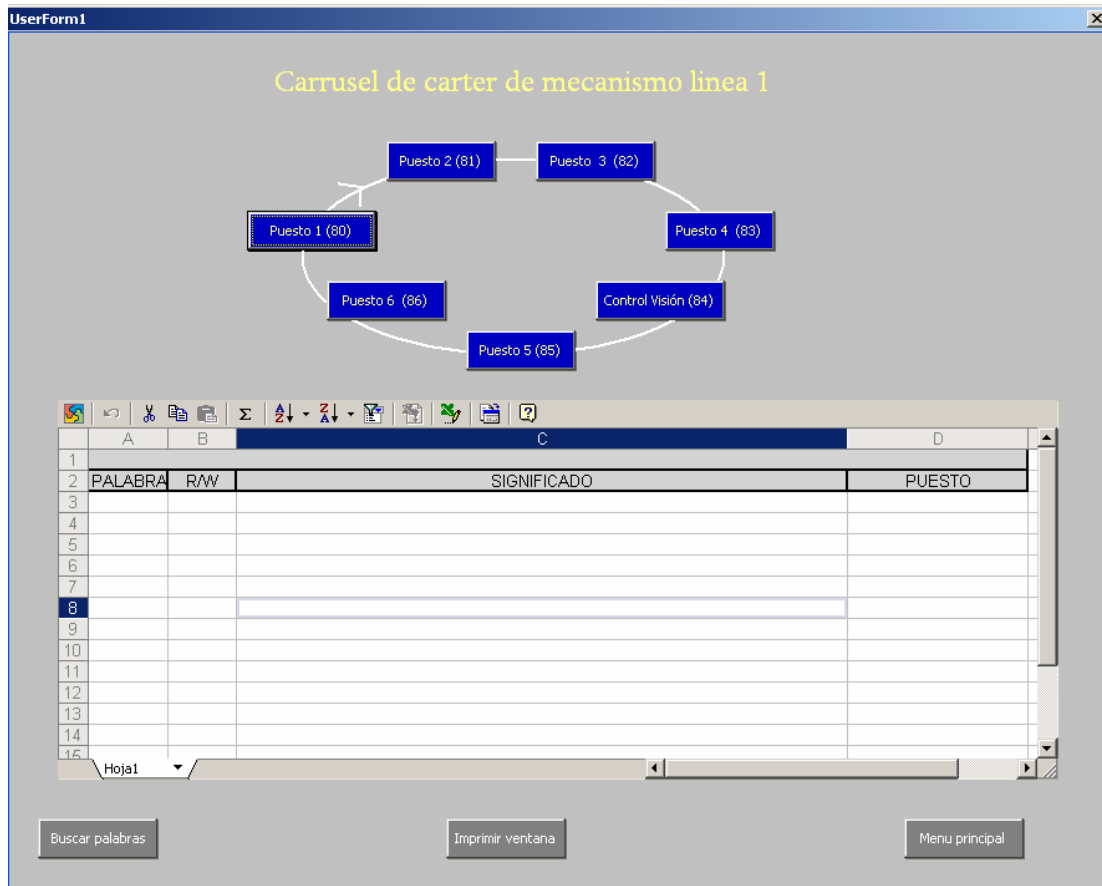 UserForm1
Carrusel de carter de mecanismo linea 1
Puesto 2 (81)
Puesto 3 (82)
Puesto 1 (80)
Puesto 4 (83)
Puesto 6 (86)
Control Visión (84)
Puesto 5 (85)
A B C D
1
2 PALABRA R/W SIGNIFICADO PUESTO
3
4
5
6
7
8
9
10
11
12
13
14
15
Hoja1
Buscar palabras
Imprimir ventana
Menu principal